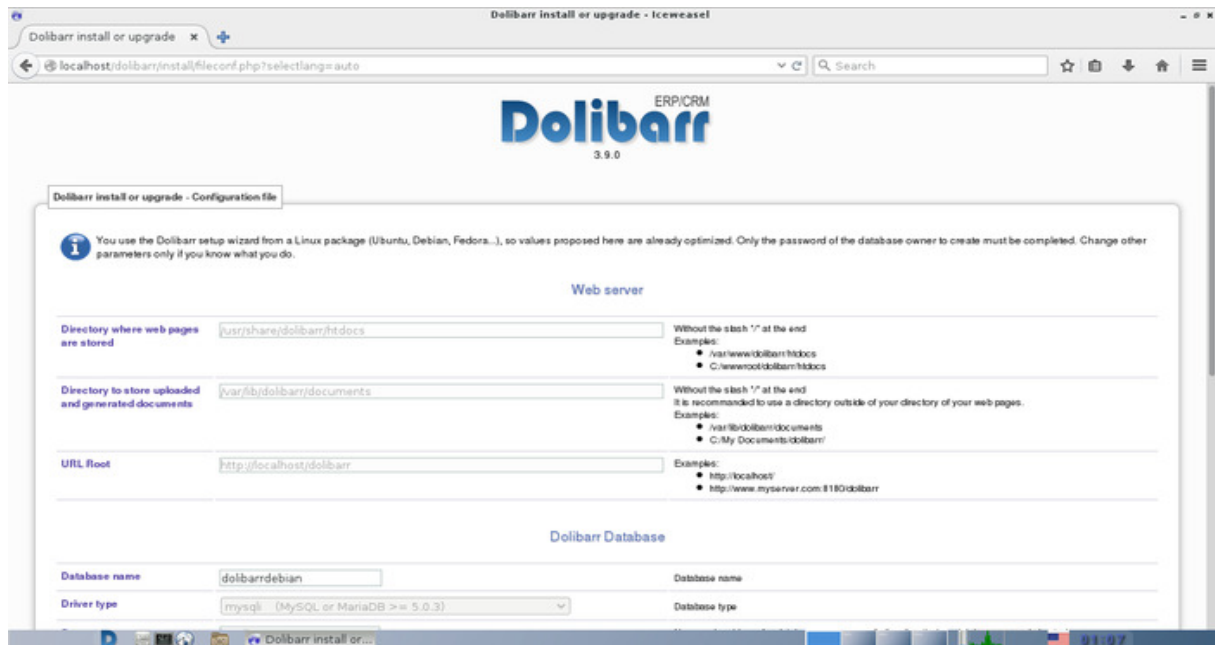 Dolibarr install or upgrade - Iceweasel
Dolibarr install or upgrade
localhost/dolibarr/install/fileconf.php?selectlang=auto
Search
Dolibarr
ERP/CRM
3.9.0
Dolibarr install or upgrade - Configuration file
You use the Dolibarr setup wizard from a Linux package (Ubuntu, Debian, Fedora...), so values proposed here are already optimized. Only the password of the database owner to create must be completed. Change other
parameters only if you know what you do.
Web server
Directory where web pages
are stored
/usr/share/dolibarr/htdocs
Without the slash "/" at the end
Examples:
/var/www/dolibarr/htdocs
C:/wwwroot/dolibarr/htdocs
Directory to store uploaded
and generated documents
/var/lib/dolibarr/documents
Without the slash "/" at the end
It is recommanded to use a directory outside of your directory of your web pages.
Examples:
/var/lib/dolibarr/documents
C:/My Documents/dolibarr/
URL Root
http://localhost/dolibarr
Examples:
http://localhost/
http://www.myserver.com:8180/dolibarr
Dolibarr Database
Database name
dolibarrdebian
Database name
Driver type
mysqli (MySQL or MariaDB >= 5.0.3)
Database type
Dolibarr install or...
01:07